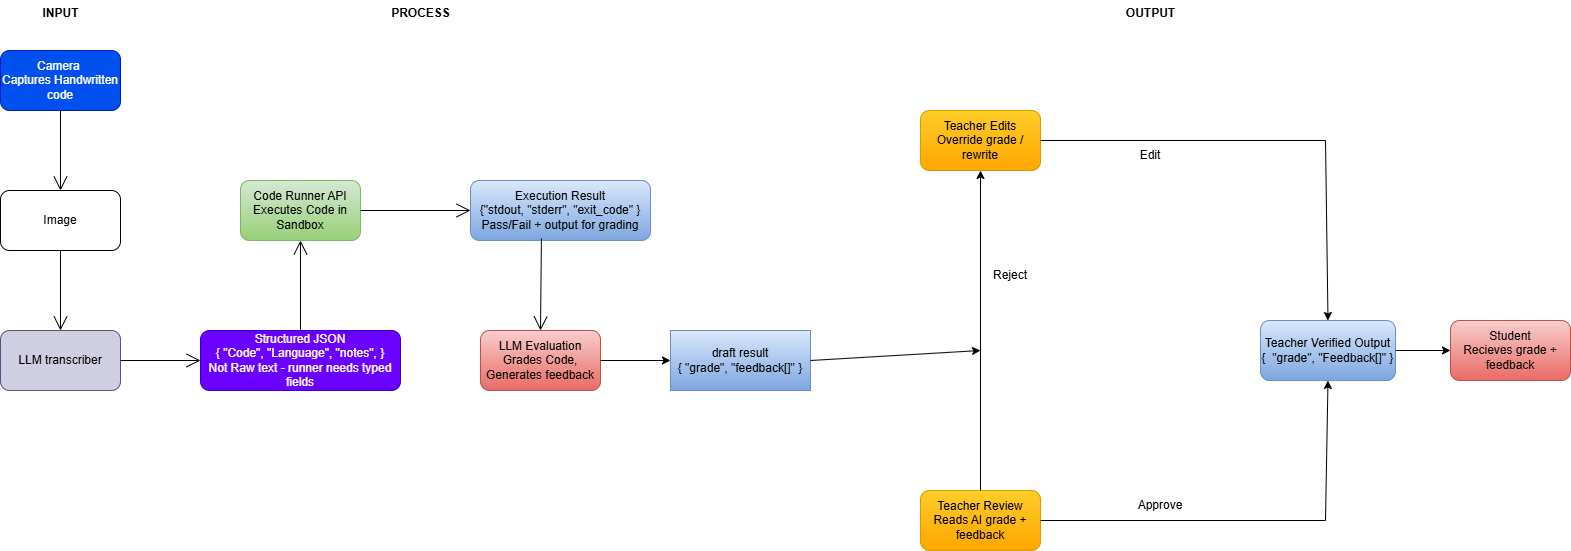 INPUT
PROCESS
OUTPUT
Camera
Captures Handwritten
code
Image
LLM transcriber
Structured JSON
{ "Code", "Language", "notes", }
Not Raw text - runner needs typed
fields
Code Runner API
Executes Code in
Sandbox
Execution Result
{"stdout, "stderr", "exit_code" }
Pass/Fail + output for grading
LLM Evaluation
Grades Code,
Generates feedback
draft result
{ "grade", "feedback[]" }
Teacher Edits
Override grade /
rewrite
Edit
Reject
Teacher Review
Reads AI grade +
feedback
Approve
Teacher Verified Output
{ "grade", "Feedback[]" }
Student
Recieves grade +
feedback